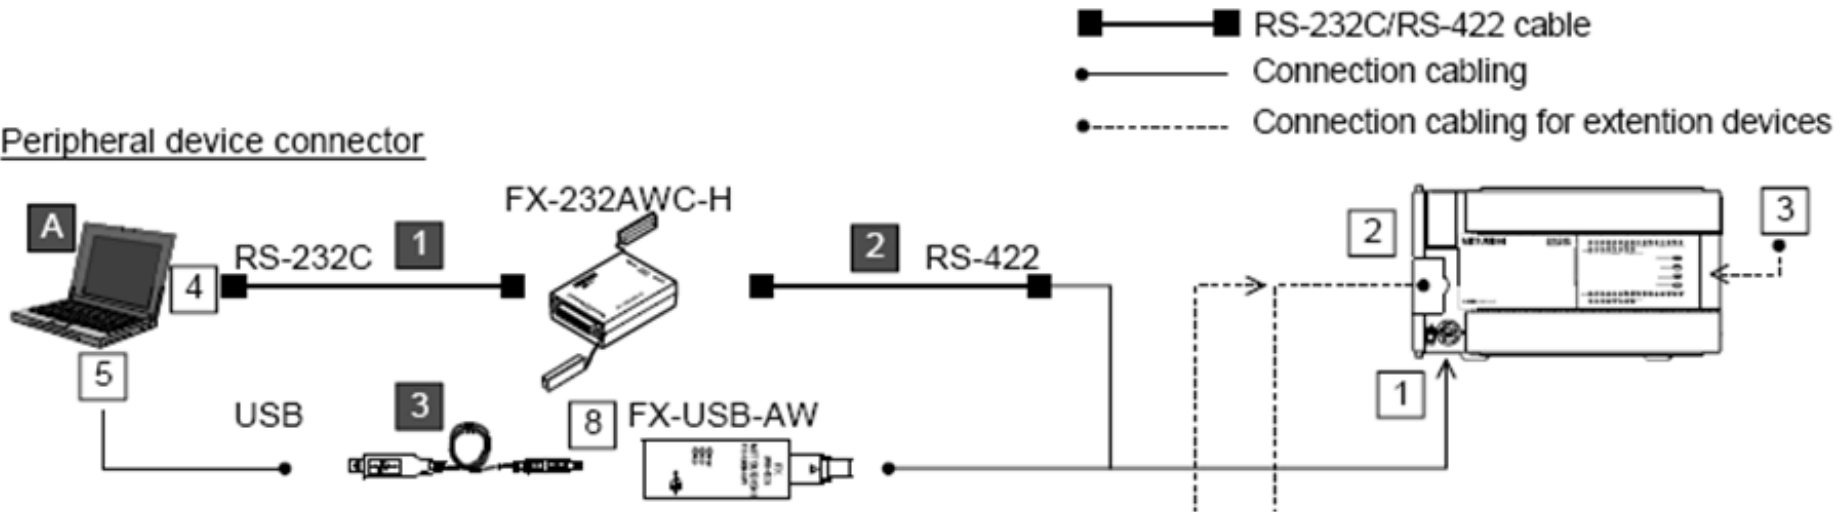 RS-232C/RS-422 cable
Connection cabling
Connection cabling for extention devices
Peripheral device connector
A
4
RS-232C
1
FX-232AWC-H
2
RS-422
2
3
1
5
USB
3
8
FX-USB-AW